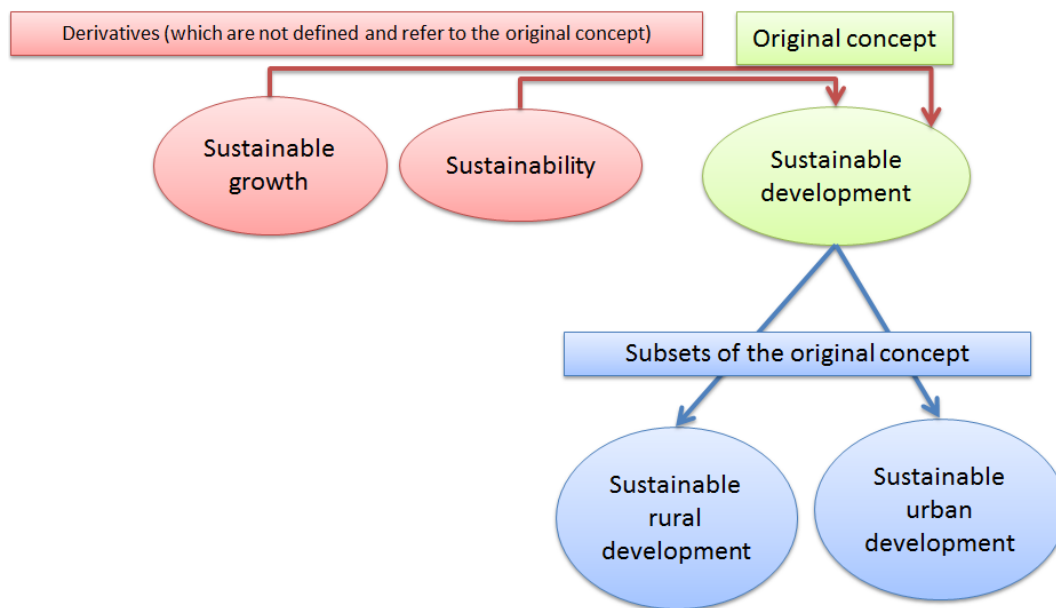 Derivatives (which are not defined and refer to the original concept)
Original concept
Sustainable
growth
Sustainability
Sustainable
development
Subsets of the original concept
Sustainable
rural
development
Sustainable
urban
development